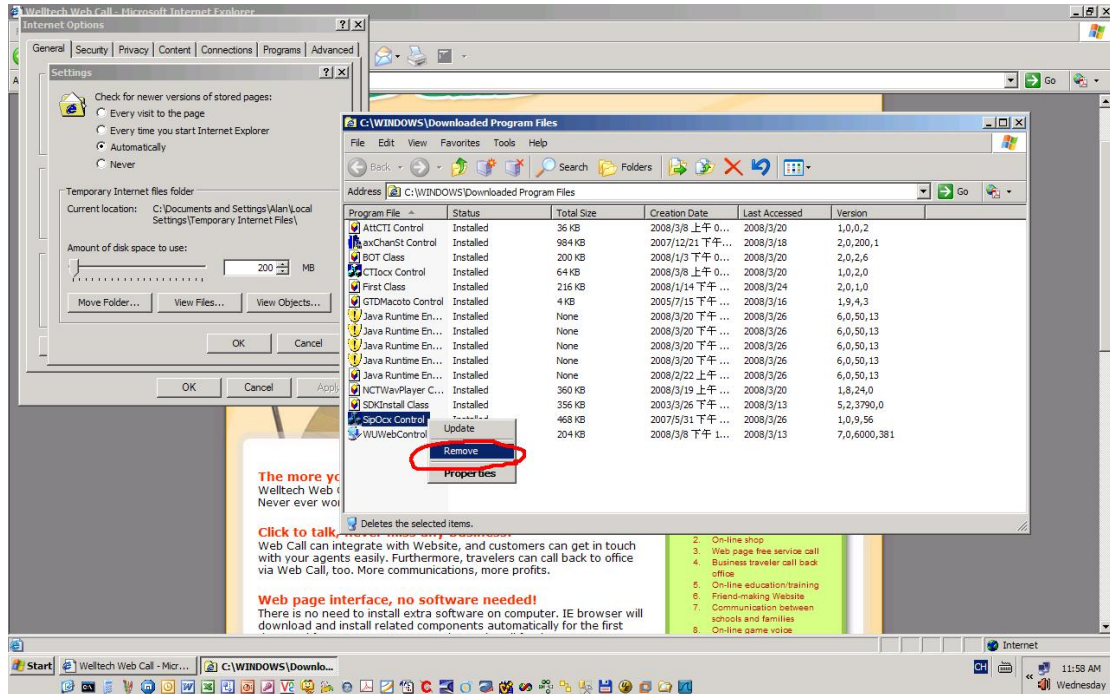 Welltech Web Call - Microsoft Internet Explorer
Internet Options
General Security Privacy Content Connections Programs Advanced
Settings
Check for newer versions of stored pages:
Every visit to the page
Every time you start Internet Explorer
Automatically
Never
Temporary Internet files folder
Current location: C:\Documents and Settings\Alan\Local
Settings\Temporary Internet Files\
Amount of disk space to use:
200 MB
Move Folder... View Files... View Objects...
OK Cancel
OK Cancel
Go
C:\WINDOWS\Downloaded Program Files
File Edit View Favorites Tools Help
Back Search Folders
Address C:\WINDOWS\Downloaded Program Files Go
Program File Status Total Size Creation Date Last Accessed Version
AttCTI Control Installed 36 KB 2008/3/8 上午 0... 2008/3/20 1,0,0,2
axChanSt Control Installed 984 KB 2007/12/21 下午... 2008/3/18 2,0,200,1
BOT Class Installed 200 KB 2008/1/3 下午 0... 2008/3/20 2,0,2,6
CTIocx Control Installed 64 KB 2008/3/8 上午 0... 2008/3/20 1,0,2,0
First Class Installed 216 KB 2008/1/14 下午 ... 2008/3/24 2,0,1,0
GTDMacoto Control Installed 4 KB 2005/7/15 下午 ... 2008/3/16 1,9,4,3
Java Runtime En... Installed None 2008/3/20 下午 ... 2008/3/26 6,0,50,13
Java Runtime En... Installed None 2008/3/20 下午 ... 2008/3/26 6,0,50,13
Java Runtime En... Installed None 2008/3/20 下午 ... 2008/3/26 6,0,50,13
Java Runtime En... Installed None 2008/2/22 上午 ... 2008/3/26 6,0,50,13
NCTWavPlayer C... Installed 360 KB 2008/3/19 上午 ... 2008/3/20 1,8,24,0
SDKInstall Class Installed 356 KB 2003/3/26 下午 ... 2008/3/13 5,2,3790,0
SipOcx Control 468 KB 2007/5/31 下午 ... 2008/3/26 1,0,9,56
WUWebControl 204 KB 2008/3/8 下午 1... 2008/3/13 7,0,6000,381
Update
Remove
Properties
Deletes the selected items.
The more yo
Welltech Web
Never ever wo
Click to talk, never miss any business!
Web Call can integrate with Website, and customers can get in touch
with your agents easily. Furthermore, travelers can call back to office
via Web Call, too. More communications, more profits.
Web page interface, no software needed!
There is no need to install extra software on computer. IE browser will
download and install related components automatically for the first
2. On-line shop
3. Web page free service call
4. Business traveler call back
office
5. On-line education/training
6. Friend-making Website
7. Communication between
schools and families
8. On-line game voice
Internet
Start Welltech Web Call - Micr... C:\WINDOWS\Downlo... CH 11:58 AM
Wednesday